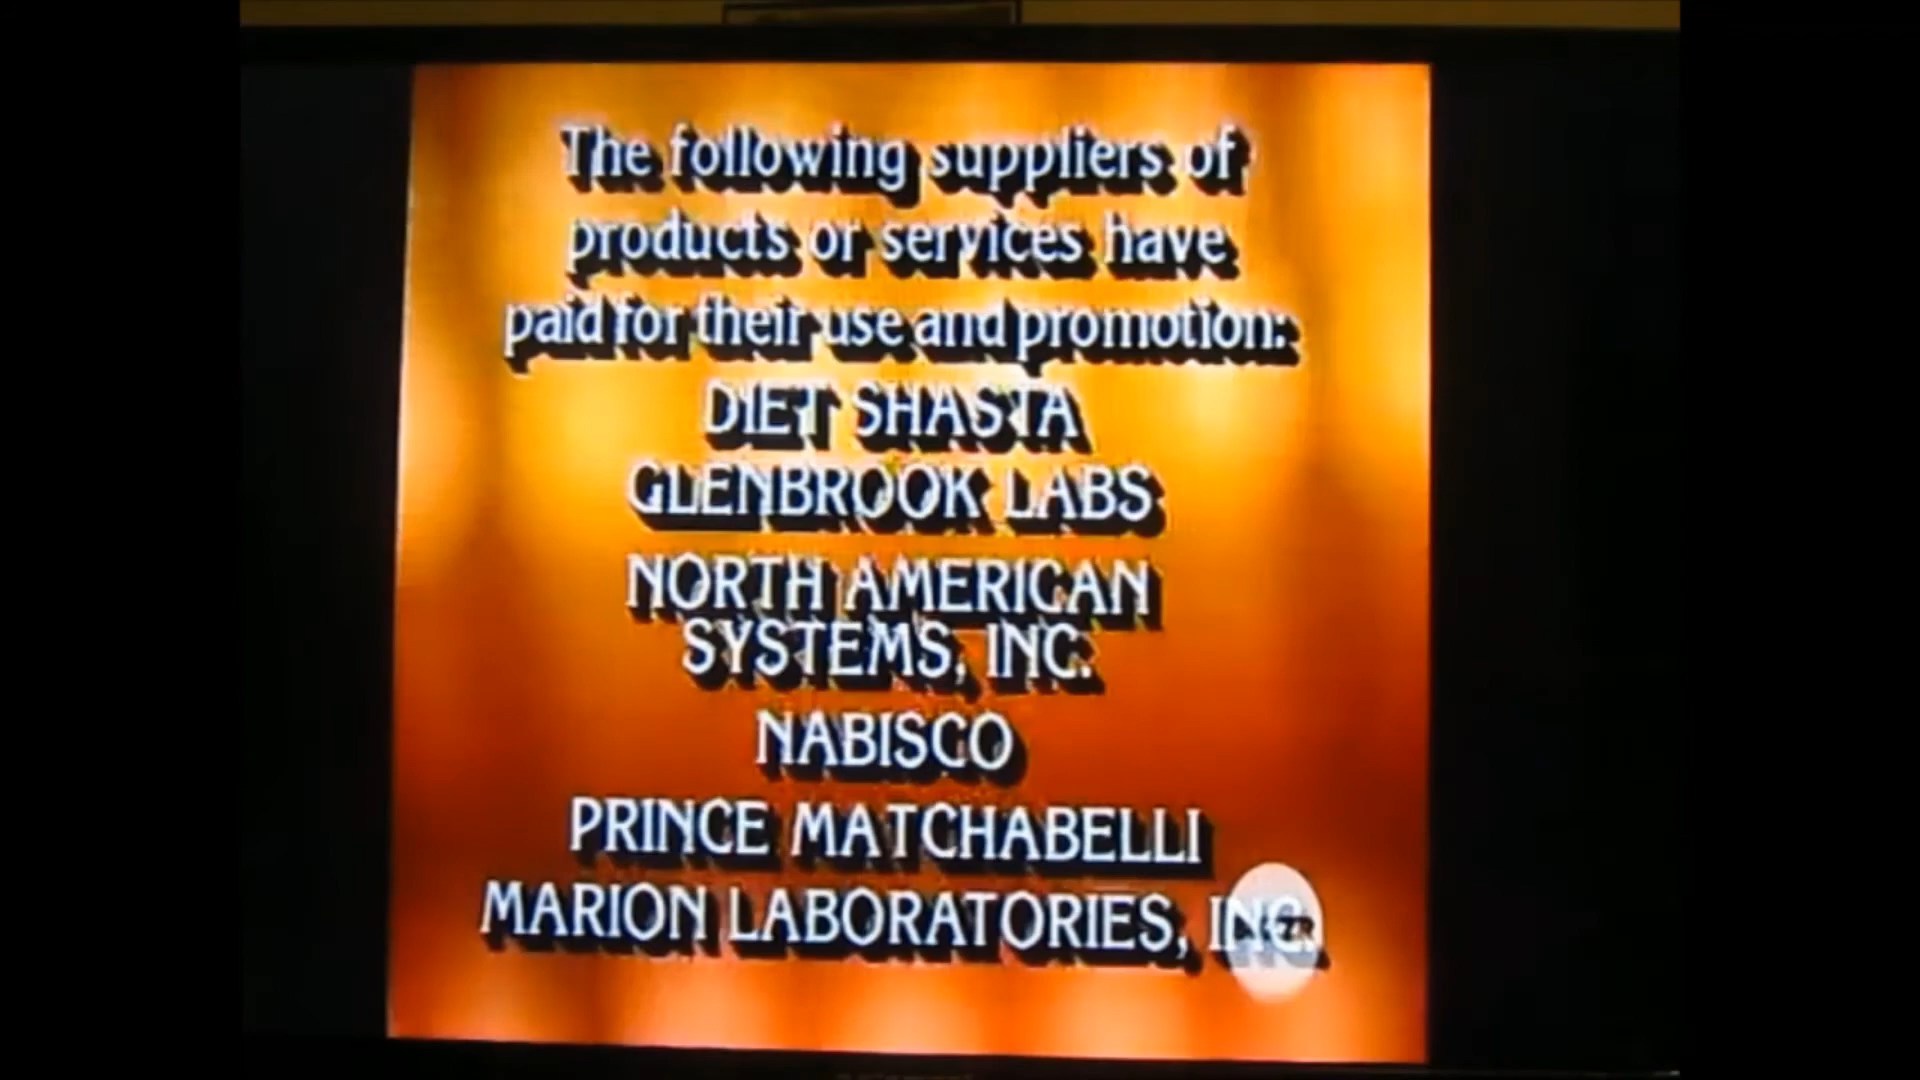 The following suppliers of
products or services have
paid for their use and promotion:
DIET SHASTA
GLENBROOK LABS
NORTH AMERICAN
SYSTEMS, INC.
NABISCO
PRINCE MATCHABELLI
MARION LABORATORIES, INC.